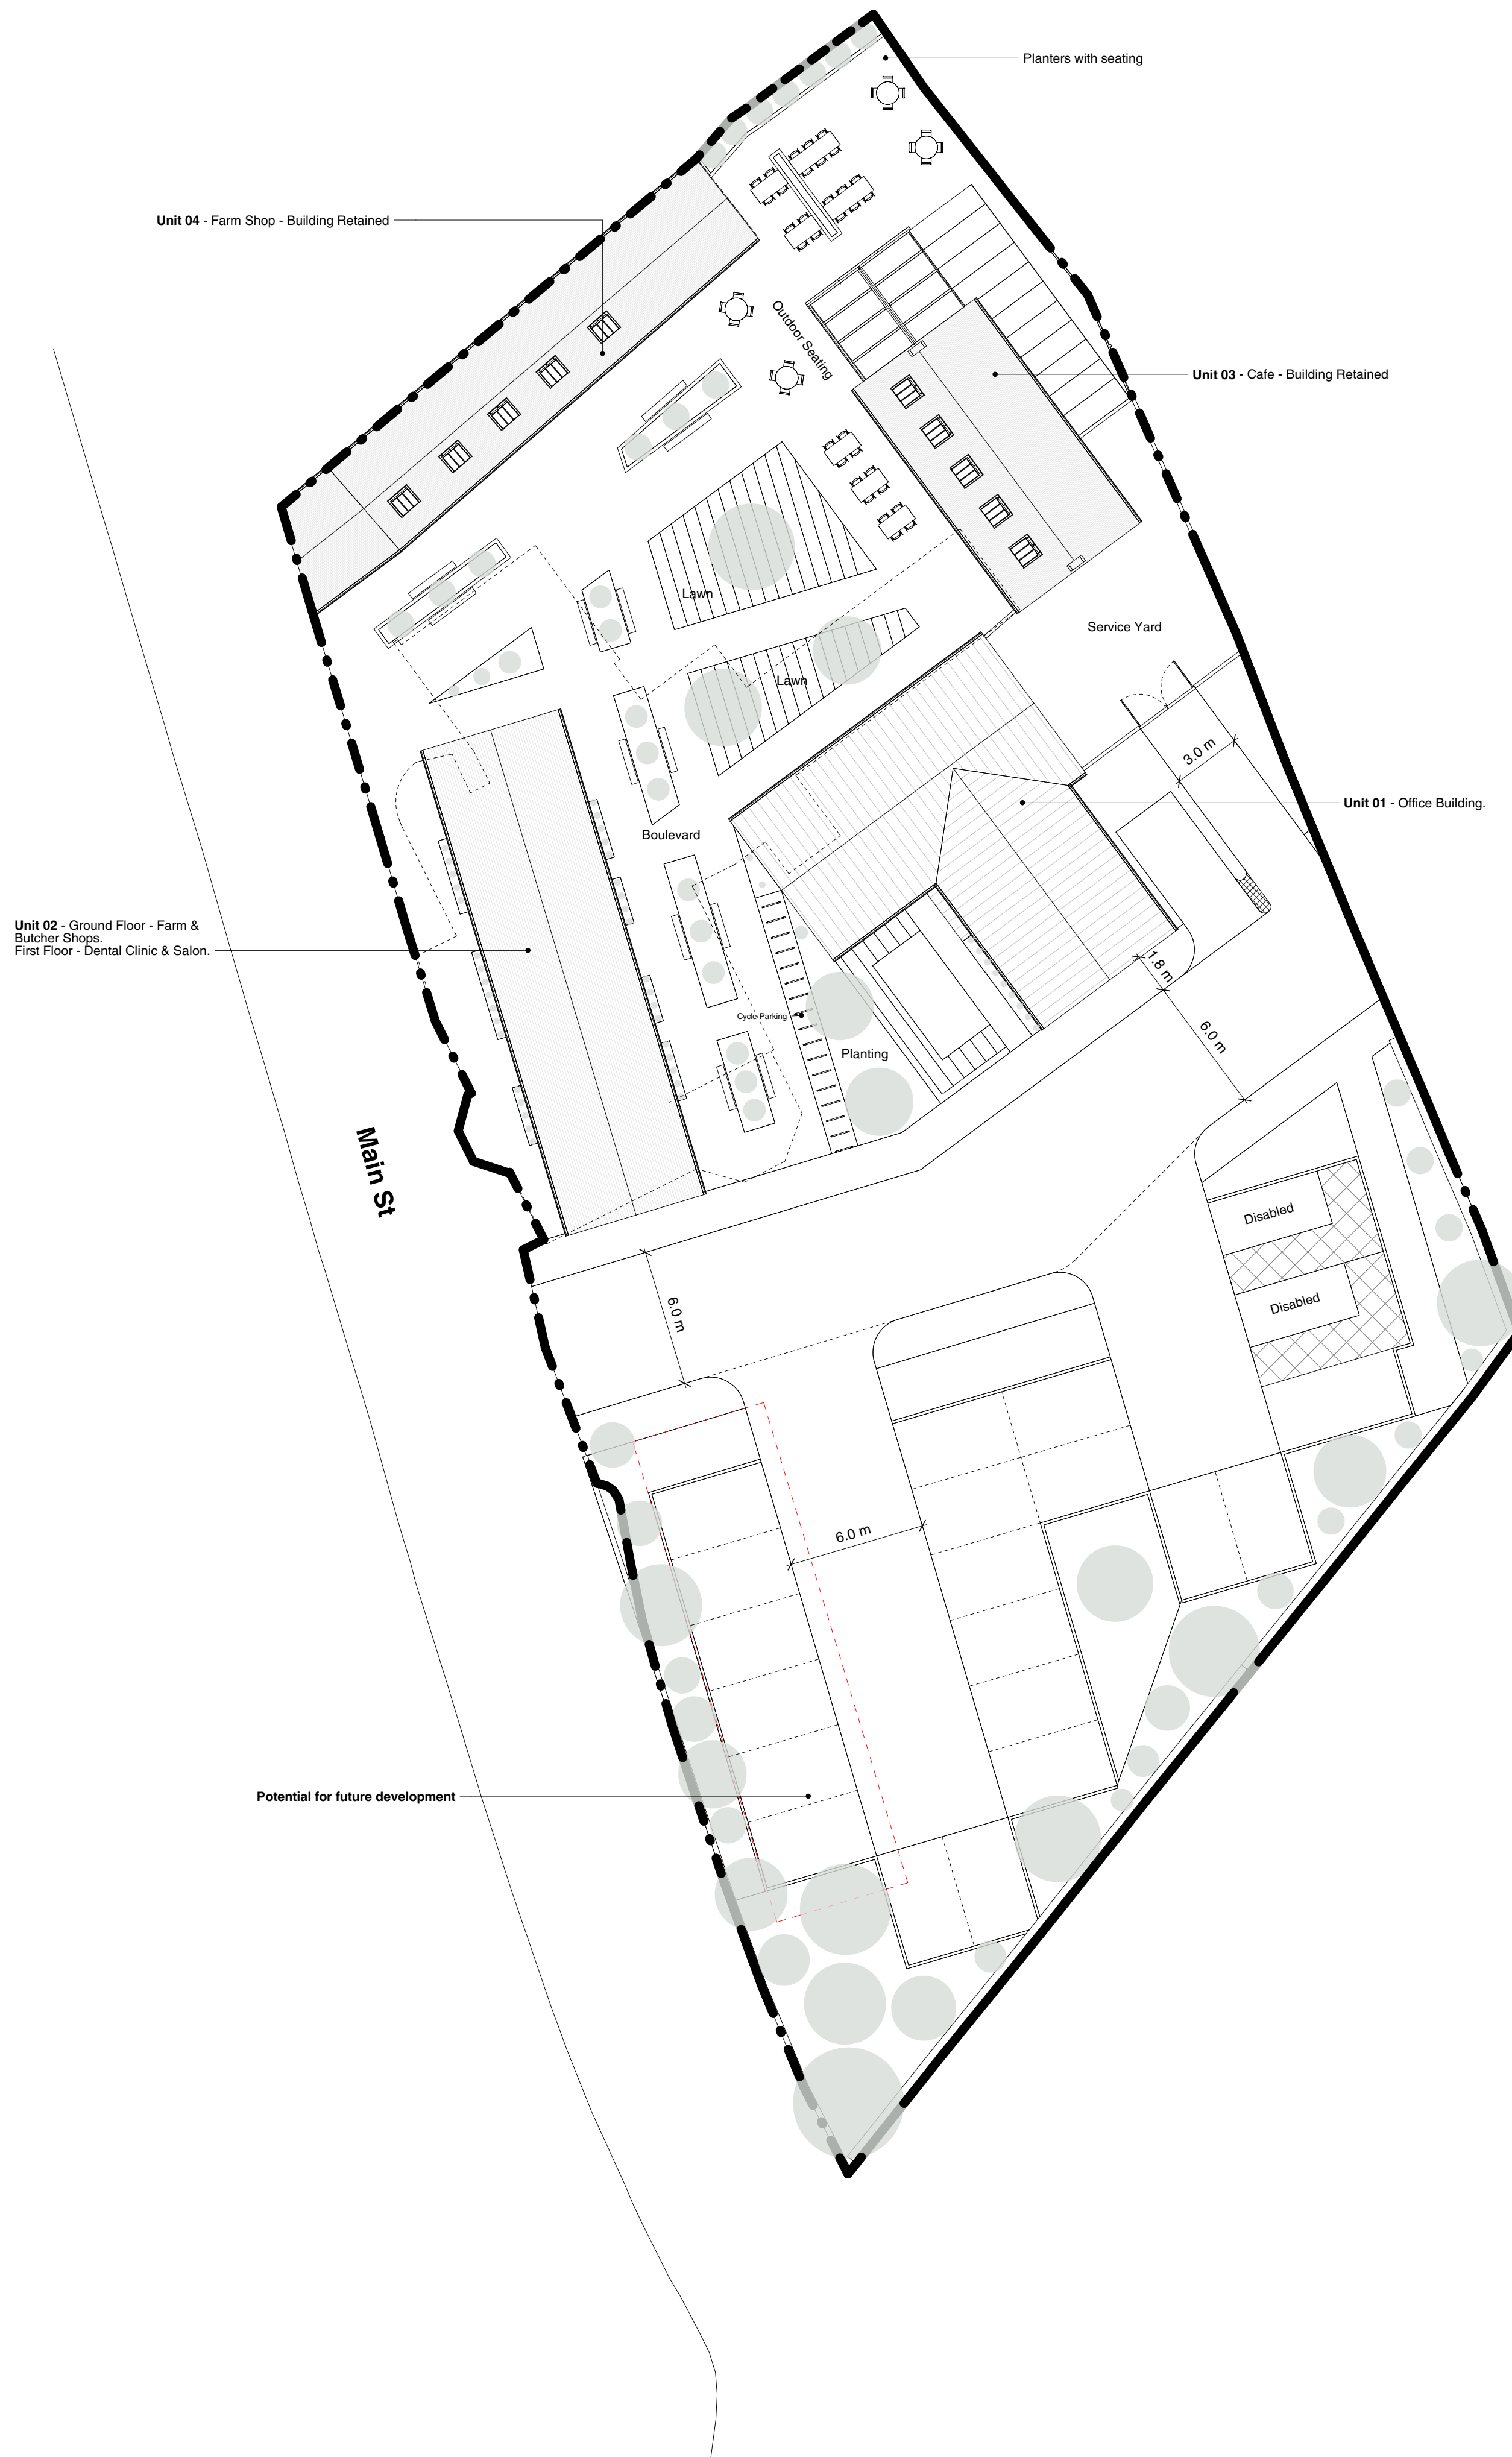 Planters with seating
Unit 04 - Farm Shop - Building Retained
Outdoor Seating
Unit 03 - Cafe - Building Retained
Lawn
Service Yard
Lawn
3.0 m
Unit 01 - Office Building.
Boulevard
Unit 02 - Ground Floor - Farm &
Butcher Shops.
First Floor - Dental Clinic & Salon.
1.8 m
Cycle Parking
6.0 m
Planting
Main St
Disabled
Disabled
6.0 m
6.0 m
Potential for future development